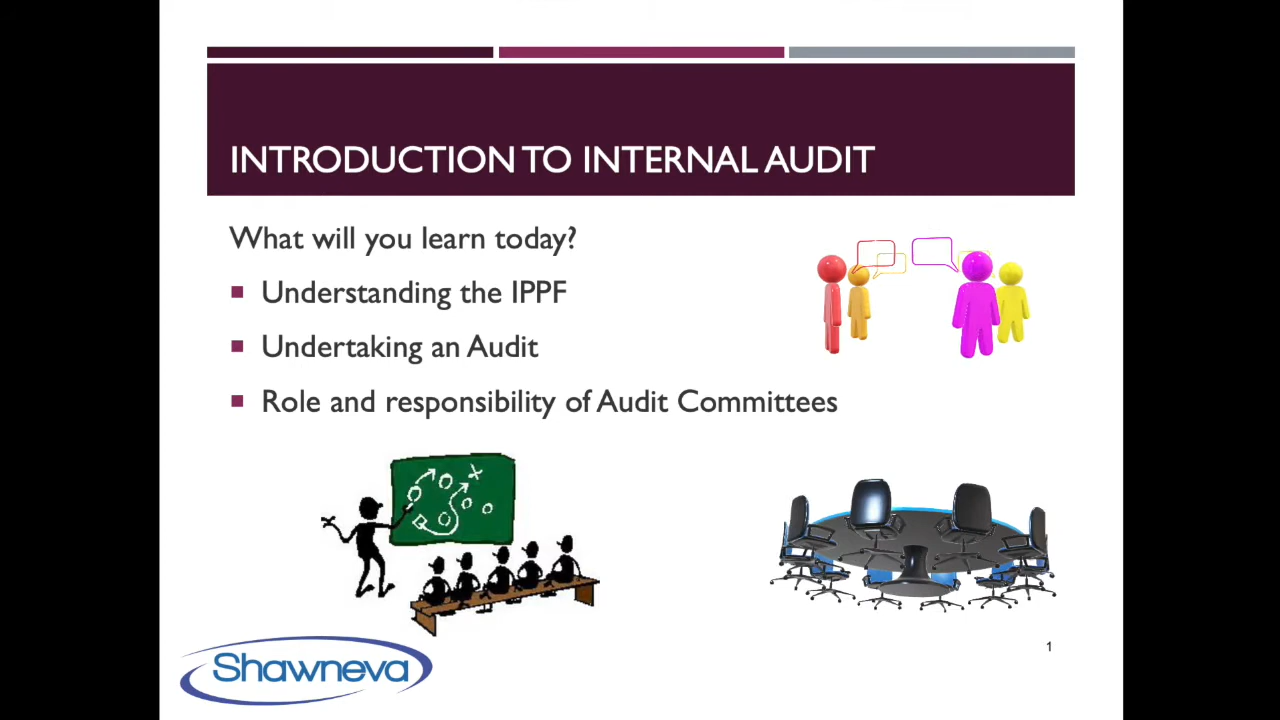 INTRODUCTION TO INTERNAL AUDIT
What will you learn today?
Understanding the IPPF
Undertaking an Audit
Role and responsibility of Audit Committees
1
Shawneva